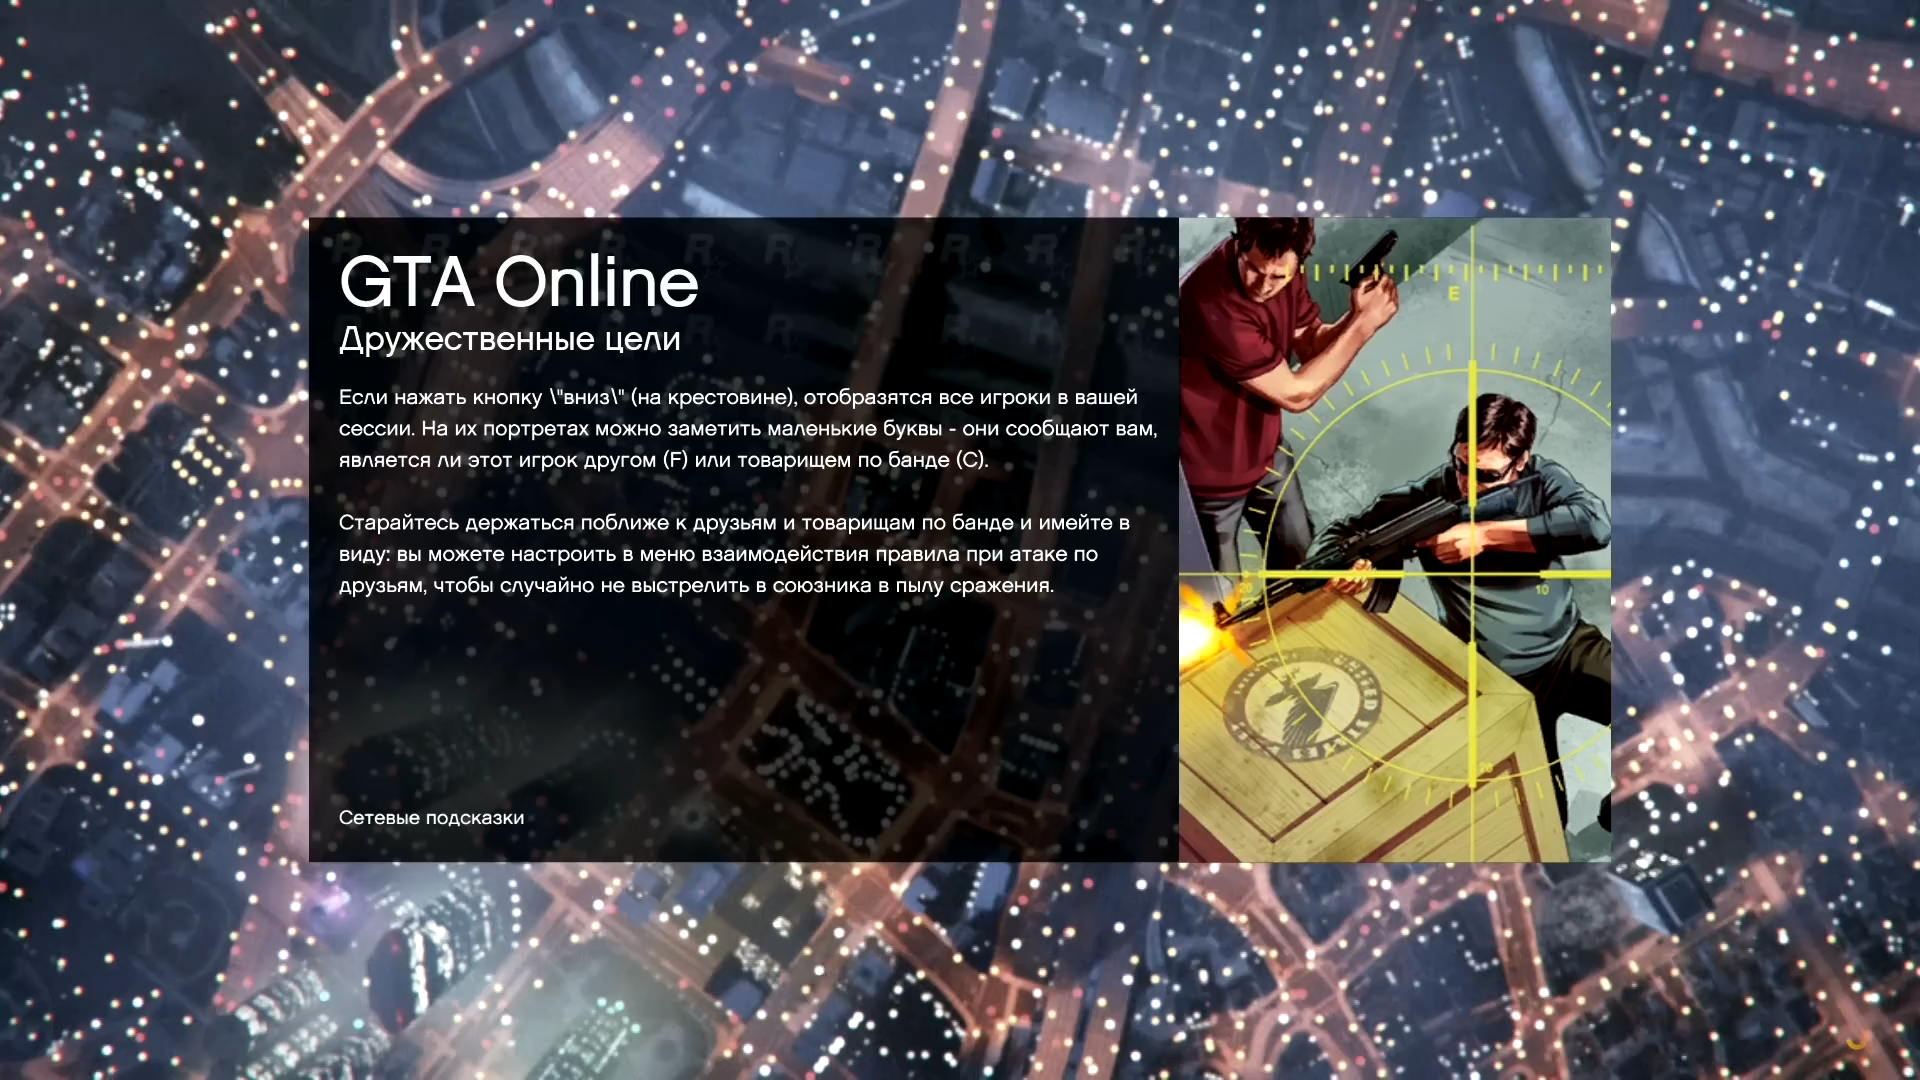 GTA Online
Дружественные цели
Если нажать кнопку \"вниз\" (на крестовине), отобразятся все игроки в вашей
сессии. На их портретах можно заметить маленькие буквы - они сообщают вам,
является ли этот игрок другом (F) или товарищем по банде (C).
Старайтесь держаться поближе к друзьям и товарищам по банде и имейте в
виду: вы можете настроить в меню взаимодействия правила при атаке по
друзьям, чтобы случайно не выстрелить в союзника в пылу сражения.
Сетевые подсказки
E
20
10
20